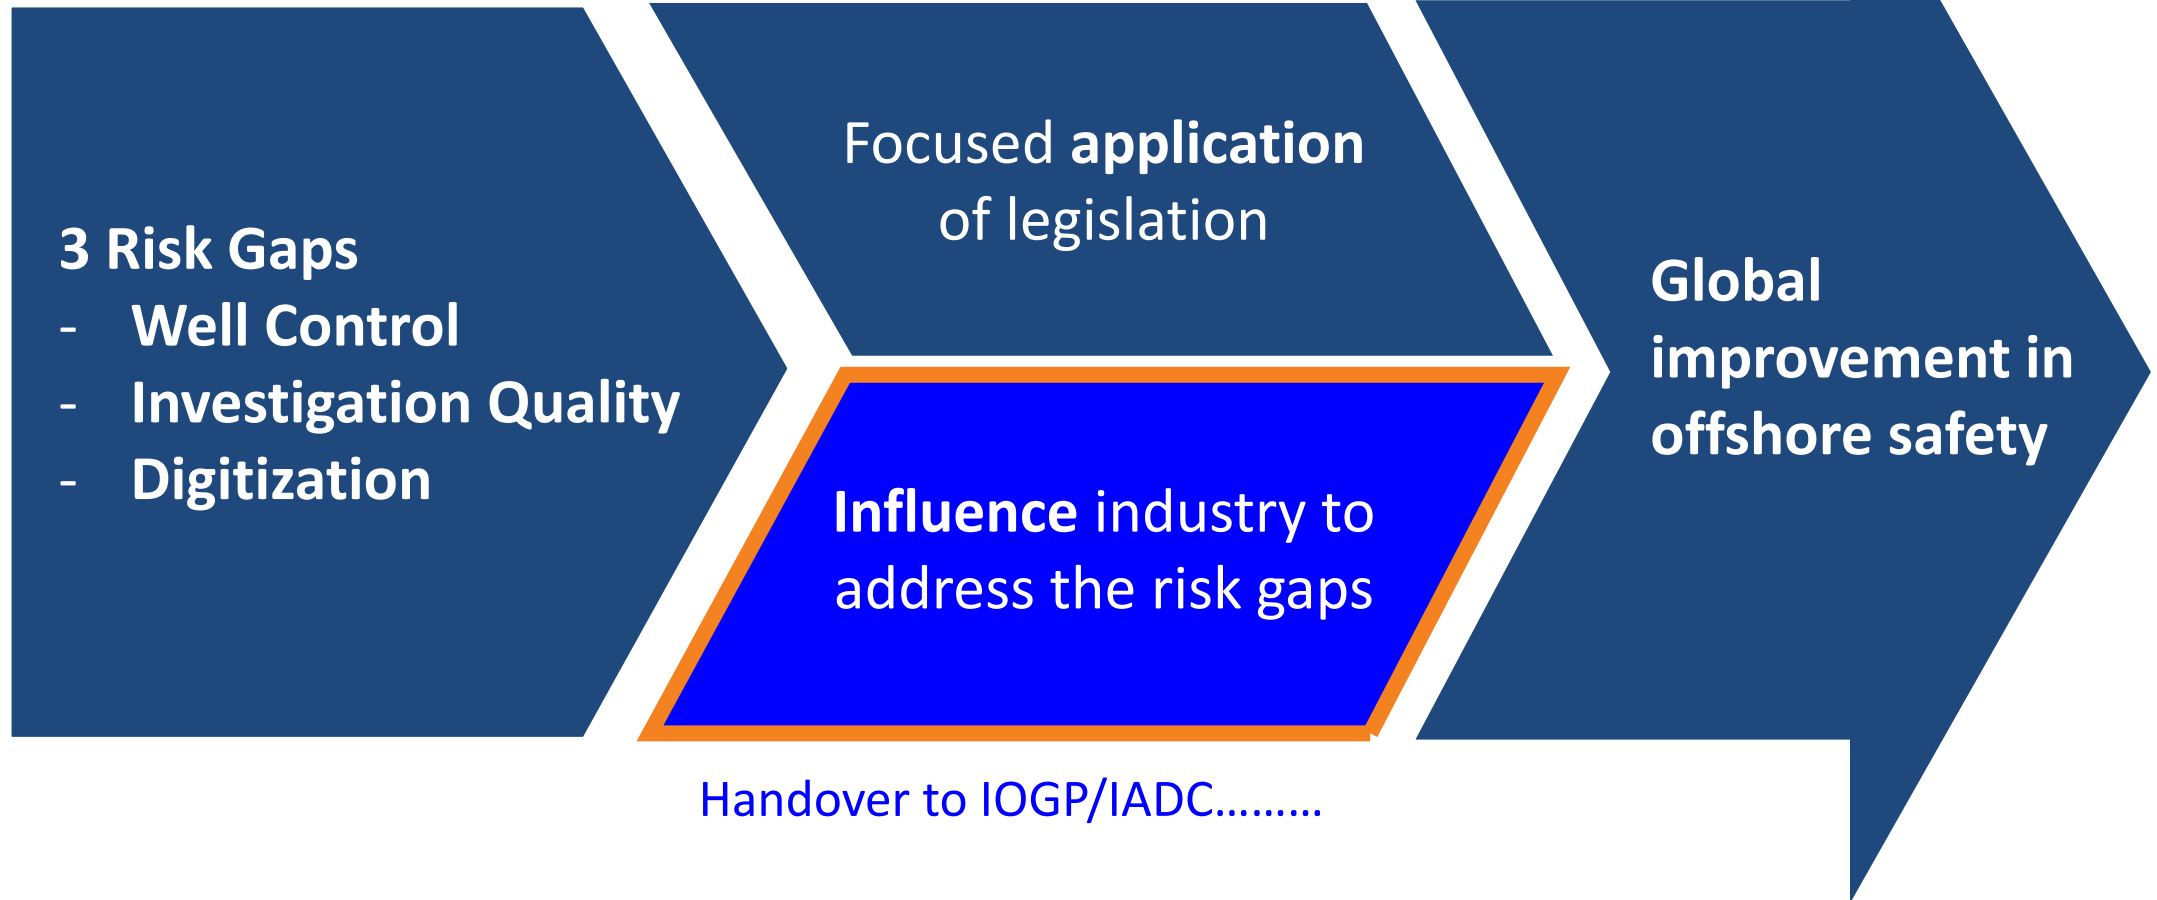 3 Risk Gaps
- Well Control
- Investigation Quality
- Digitization
Focused application
of legislation
Influence industry to
address the risk gaps
Handover to IOGP/IADC.........
Global
improvement in
offshore safety